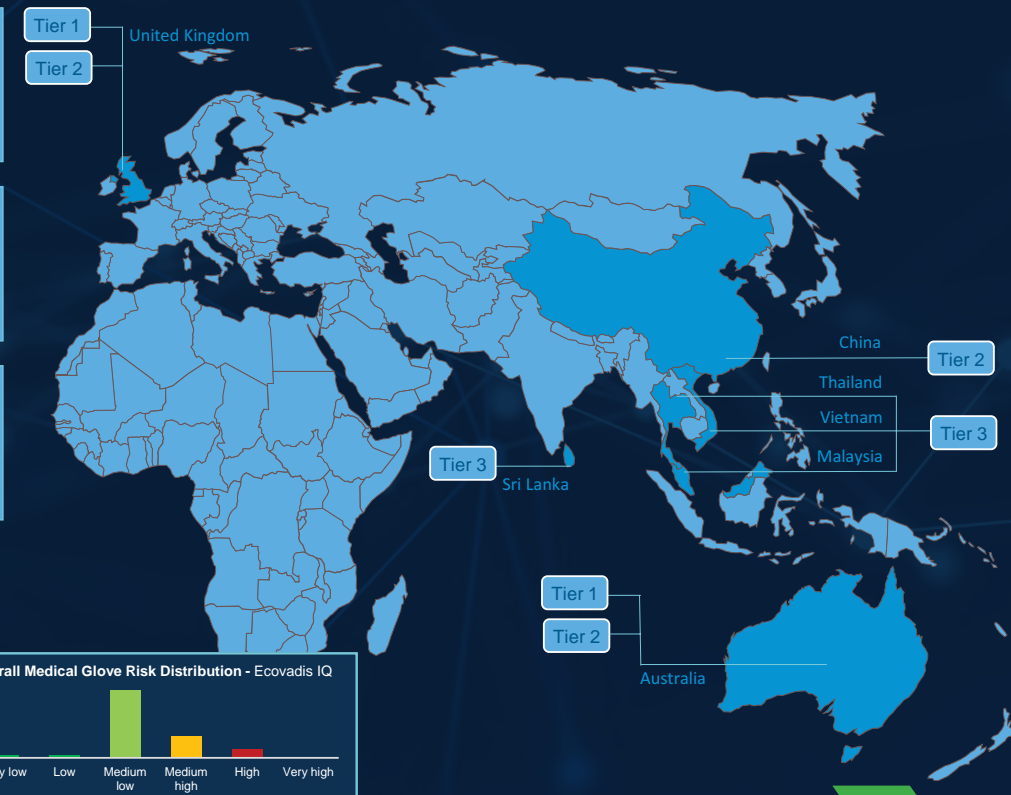 Tier 1
United Kingdom
Tier 2
China
Tier 2
Thailand
Vietnam
Tier 3
Malaysia
Tier 3
Sri Lanka
Tier 1
Tier 2
Australia
Medical Glove Risk Distribution - Ecovadis IQ
low
Low
Medium
low
Medium
high
High
Very high